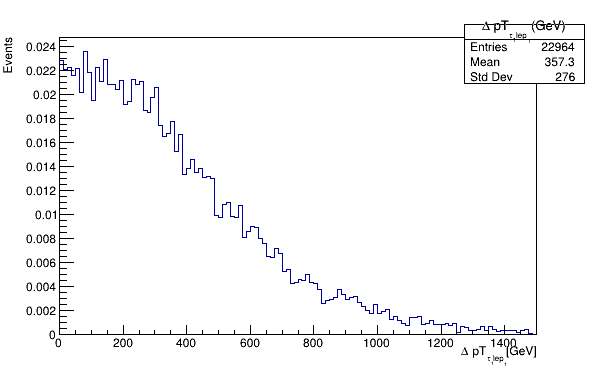 Δ pT τ₁lep₁ (GeV)
Entries 22964
Mean 357.3
Std Dev 276
Events
0.024
0.022
0.02
0.018
0.016
0.014
0.012
0.01
0.008
0.006
0.004
0.002
0
0 200 400 600 800 1000 1200 1400
Δ pT τ₁lep₁ [GeV]